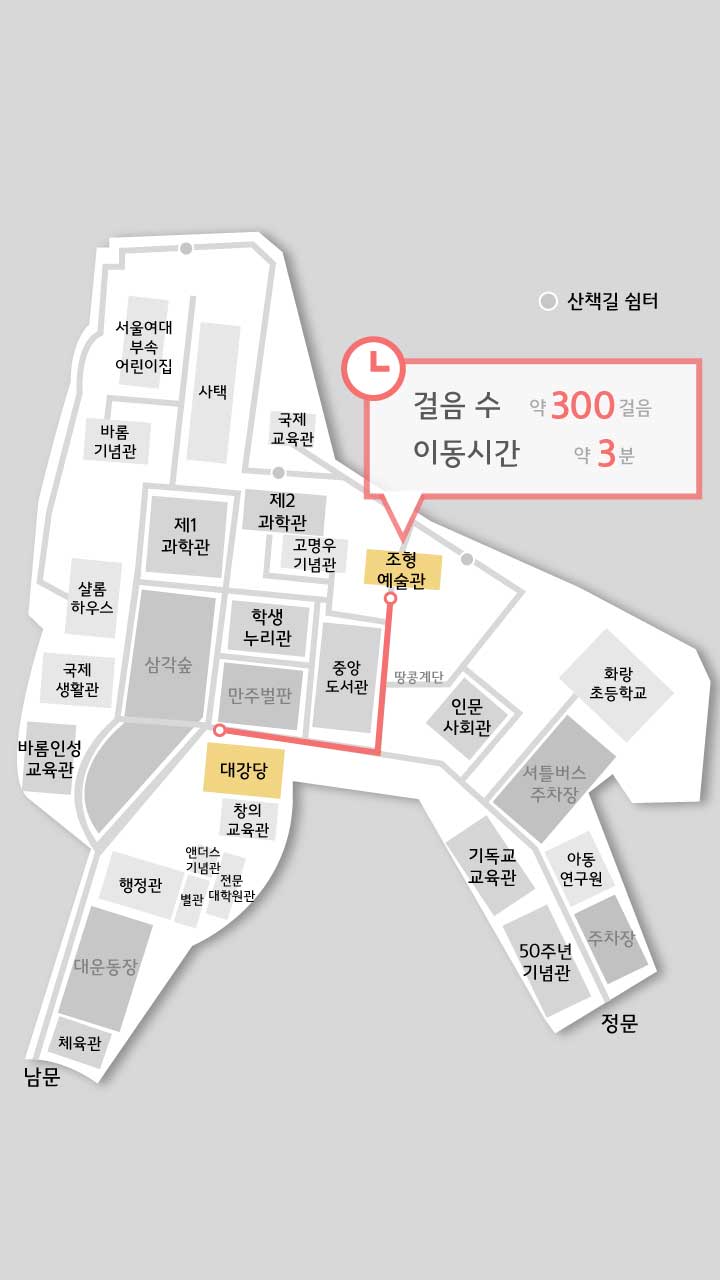 산책길 쉼터
걸음 수 약 300 걸음
이동시간 약 3 분
서울여대
부속
어린이집
사택
바롬
기념관
국제
교육관
제1
과학관
제2
과학관
고명우
기념관
조형
예술관
샬롬
하우스
삼각숲
학생
누리관
만주벌판
중앙
도서관
땅콩계단
인문
사회관
화랑
초등학교
국제
생활관
바롬인성
교육관
대강당
창의
교육관
셔틀버스
주차장
앤더스
기념관
전문
대학원관
별관
행정관
기독교
교육관
아동
연구원
대운동장
50주년
기념관
주차장
체육관
남문
정문